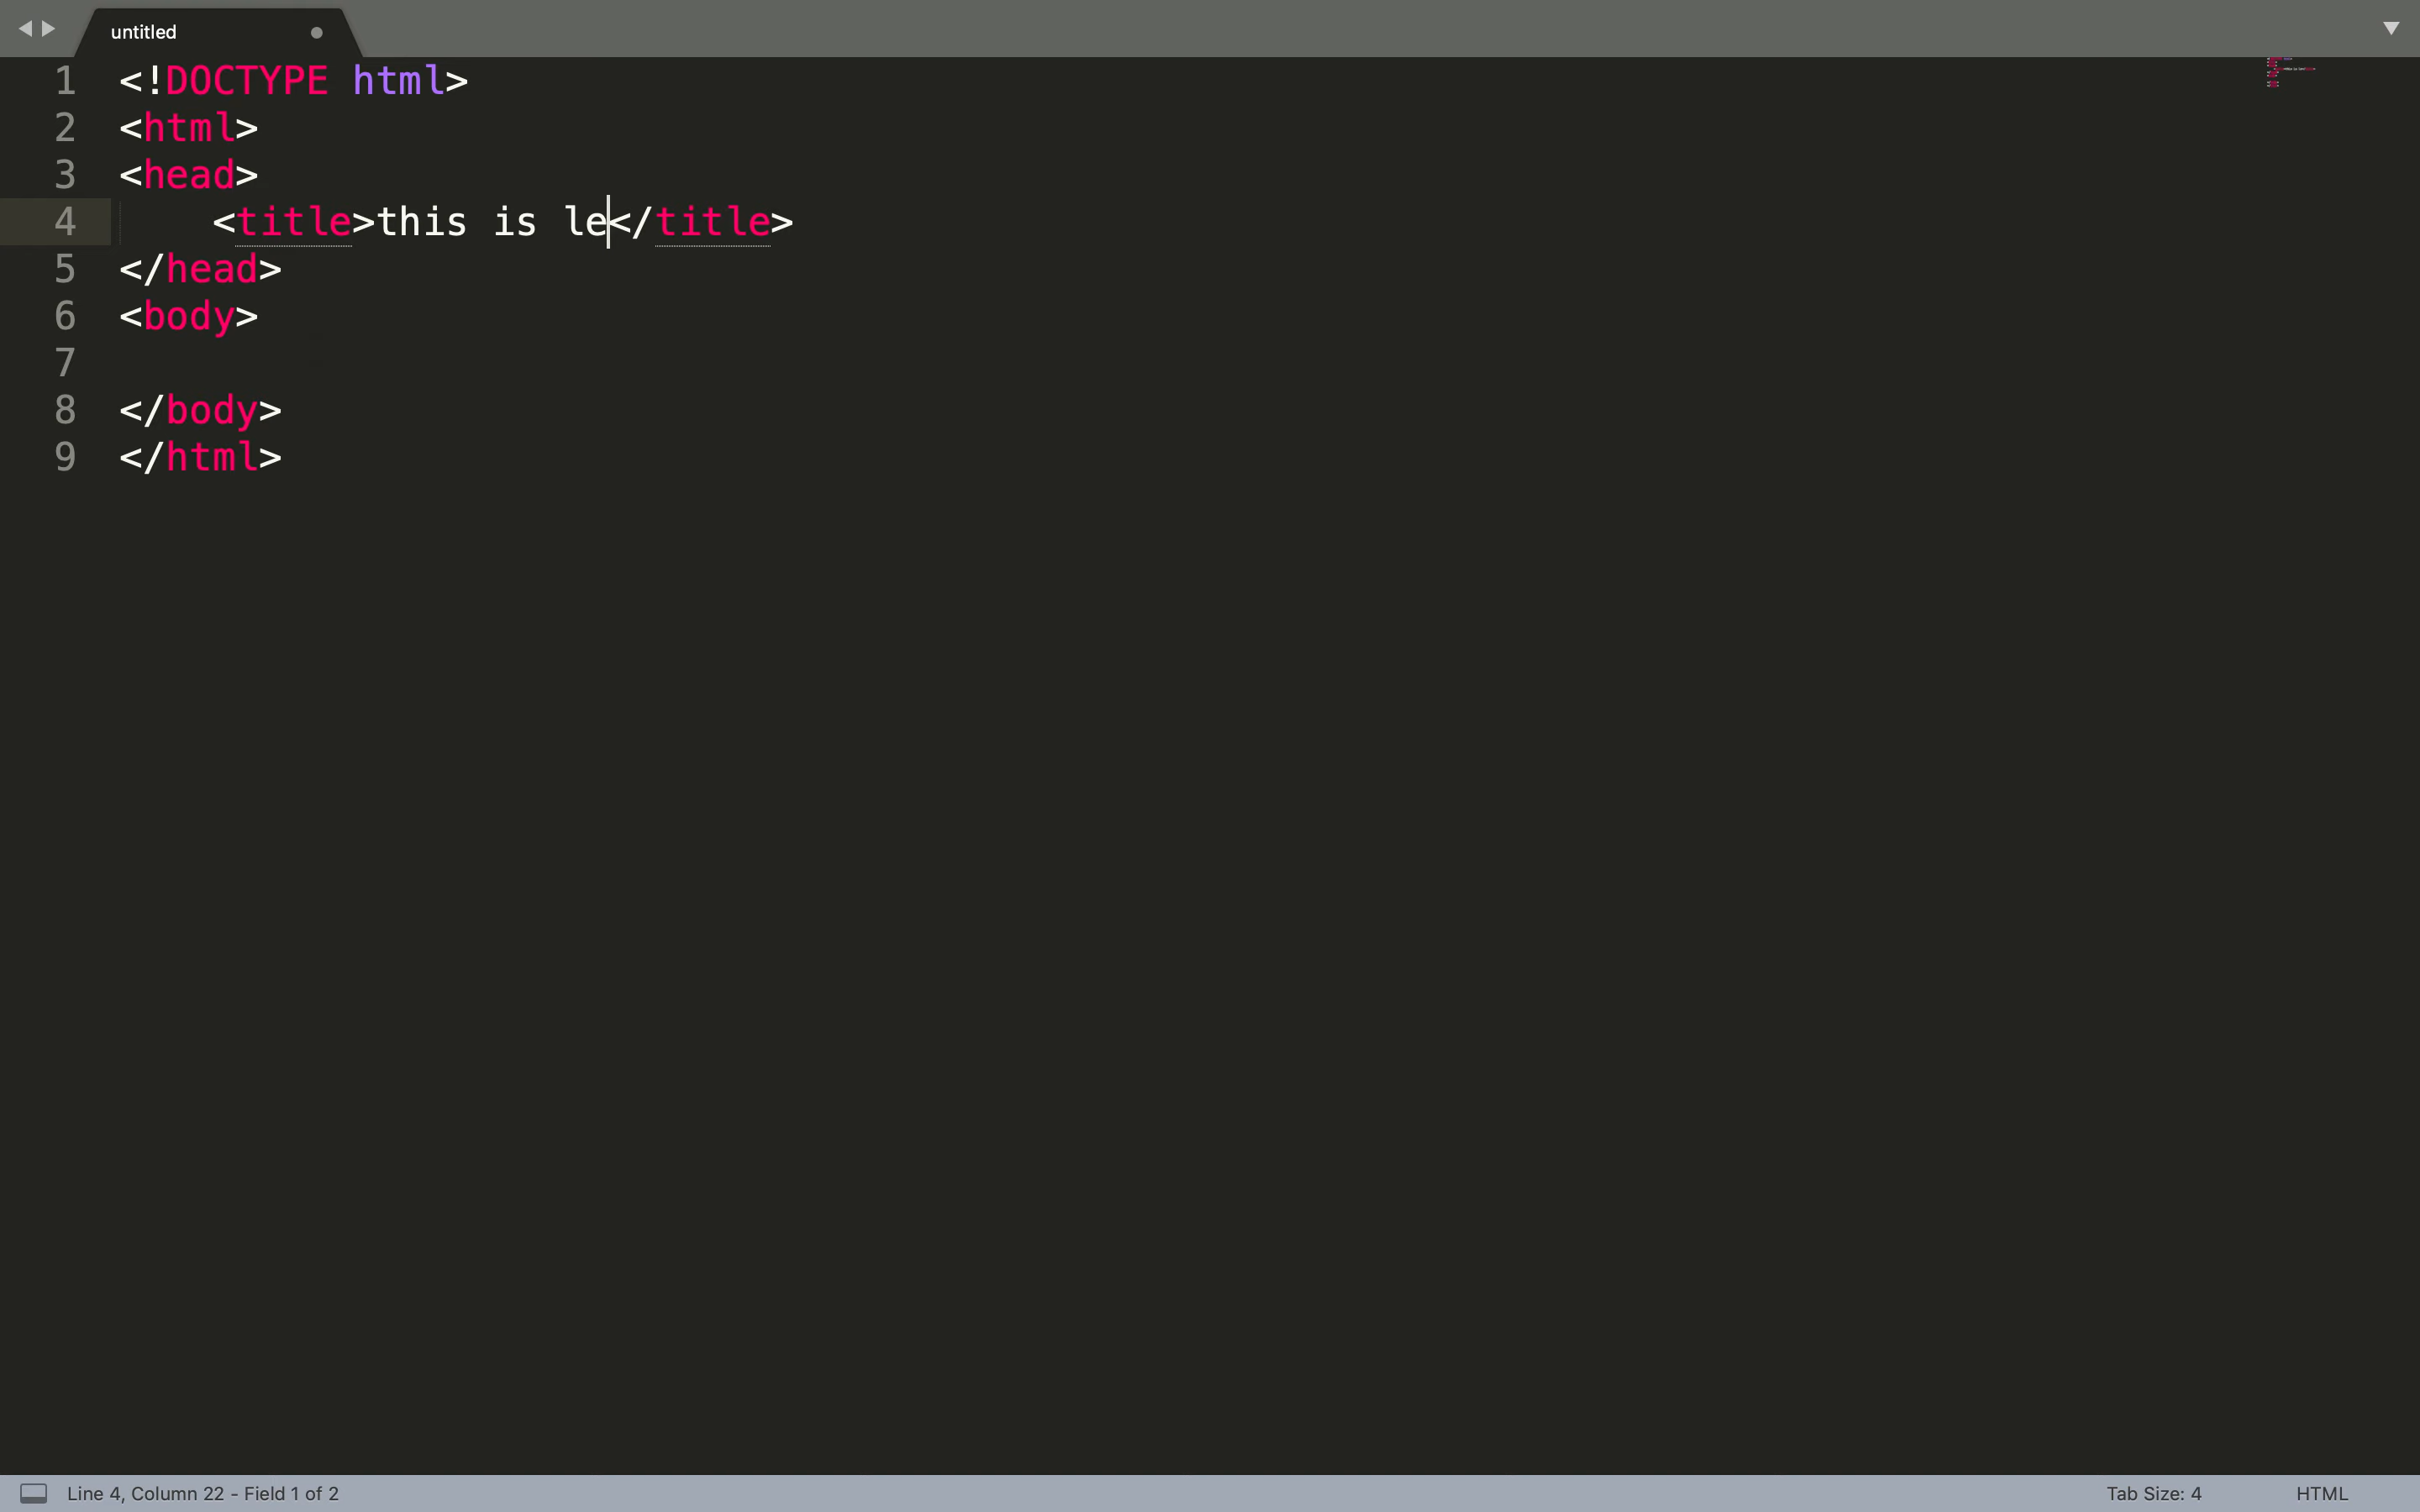 untitled
1 <!DOCTYPE html>
2 <html>
3 <head>
4     <title>this is le</title>
5 </head>
6 <body>
7
8 </body>
9 </html>
Line 4, Column 22 - Field 1 of 2
Tab Size: 4
HTML